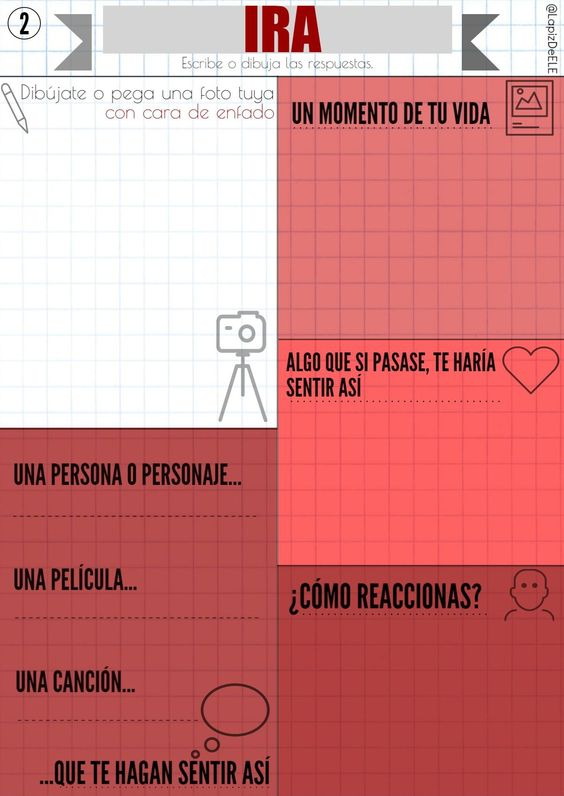 2
IRA
Escribe o dibuja las respuestas.
@LapizDeELE
Dibújate o pega una foto tuya
con cara de enfado
UN MOMENTO DE TU VIDA
ALGO QUE SI PASASE, TE HARÍA
SENTIR ASÍ
UNA PERSONA O PERSONAJE...
UNA PELÍCULA...
UNA CANCIÓN...
...QUE TE HAGAN SENTIR ASÍ
¿CÓMO REACCIONAS?